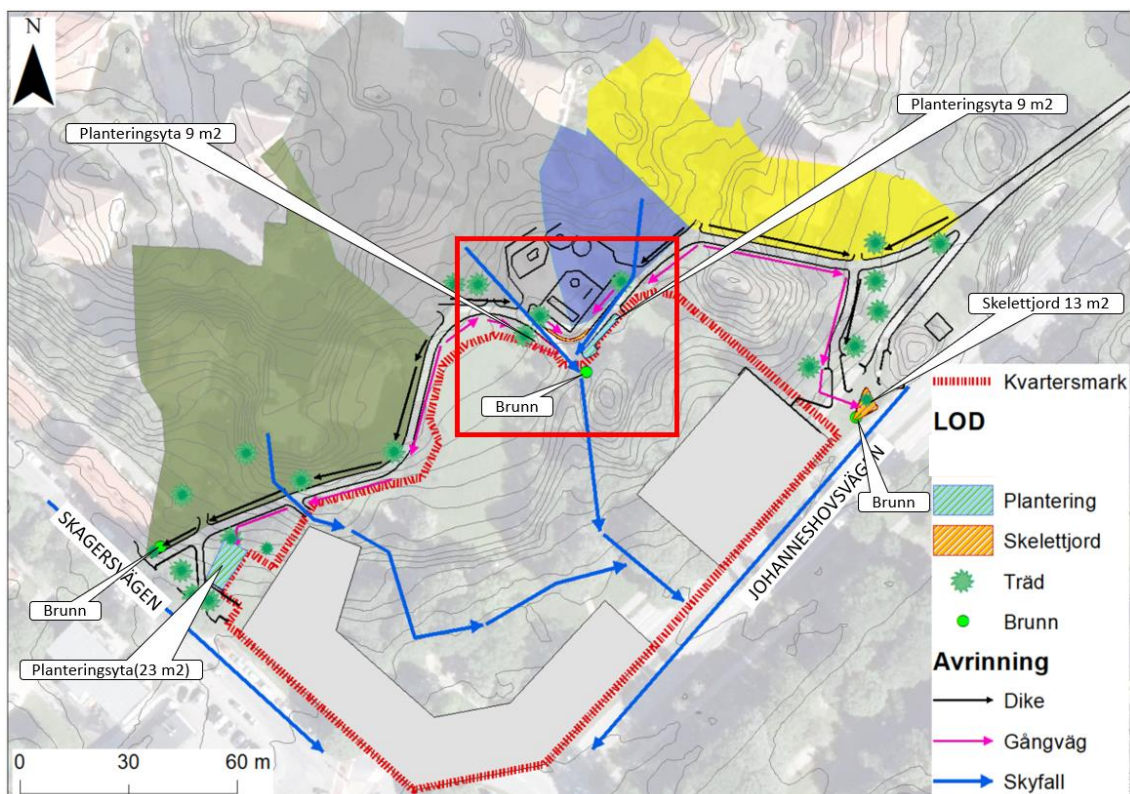 N
Planteringsyta 9 m2
Planteringsyta 9 m2
Skelettjord 13 m2
Brunn
Brunn
SKAGERSVÄGEN
JOHANNESHOVSVÄGEN
Brunn
Planteringsyta(23 m2)
0 30 60 m
Kvartersmark
LOD
Plantering
Skelettjord
Träd
Brunn
Avrinning
Dike
Gångväg
Skyfall